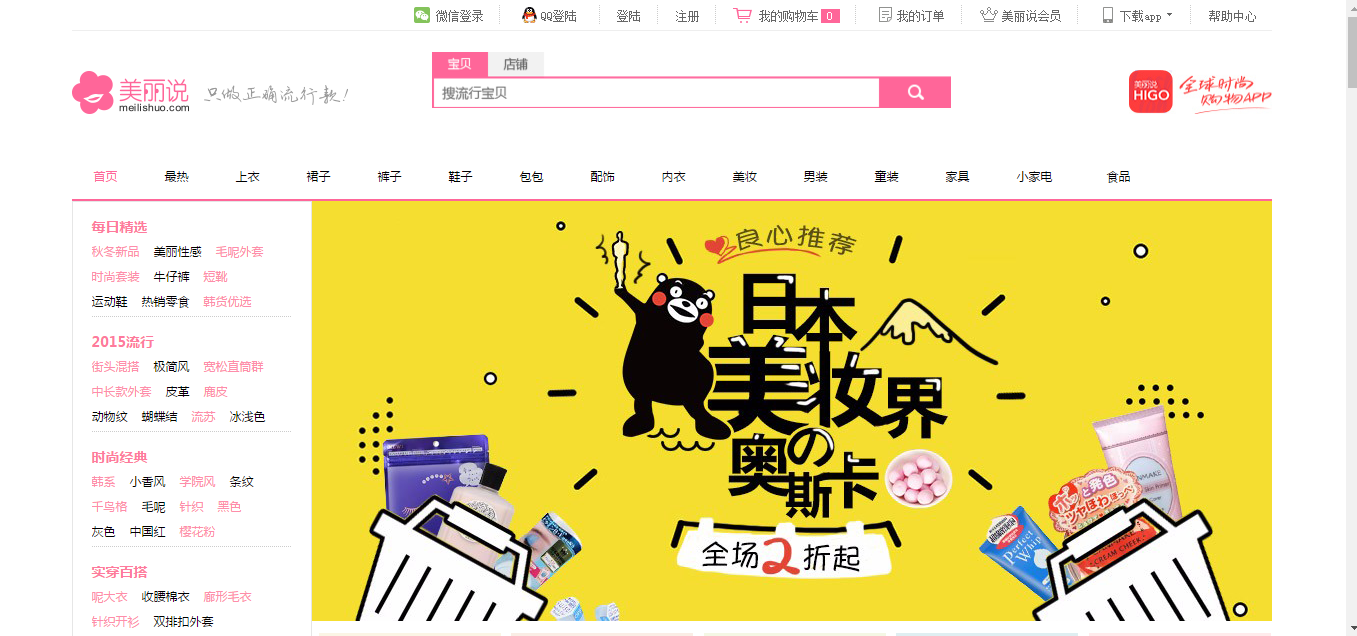 微信登录 QQ登陆 登陆 注册 我的购物车 0 我的订单 美丽说会员 下载app 帮助中心
宝贝 店铺
美丽说 meilishuo.com 只做正确流行款!
搜流行宝贝
美丽说 HIGO 全球时尚 购物APP
首页 最热 上衣 裙子 裤子 鞋子 包包 配饰 内衣 美妆 男装 童装 家具 小家电 食品
每日精选
秋冬新品 美丽性感 毛呢外套
时尚套装 牛仔裤 短靴
运动鞋 热销零食 韩货优选
2015流行
街头混搭 极简风 宽松直筒群
中长款外套 皮革 鹿皮
动物纹 蝴蝶结 流苏 冰浅色
时尚经典
韩系 小香风 学院风 条纹
千鸟格 毛呢 针织 黑色
灰色 中国红 樱花粉
实穿百搭
呢大衣 收腰棉衣 廓形毛衣
针织开衫 双排扣外套
良心推荐
日本
美妆界
奥の斯卡
全场2折起
Perfect Whip
CREAM CHEEK